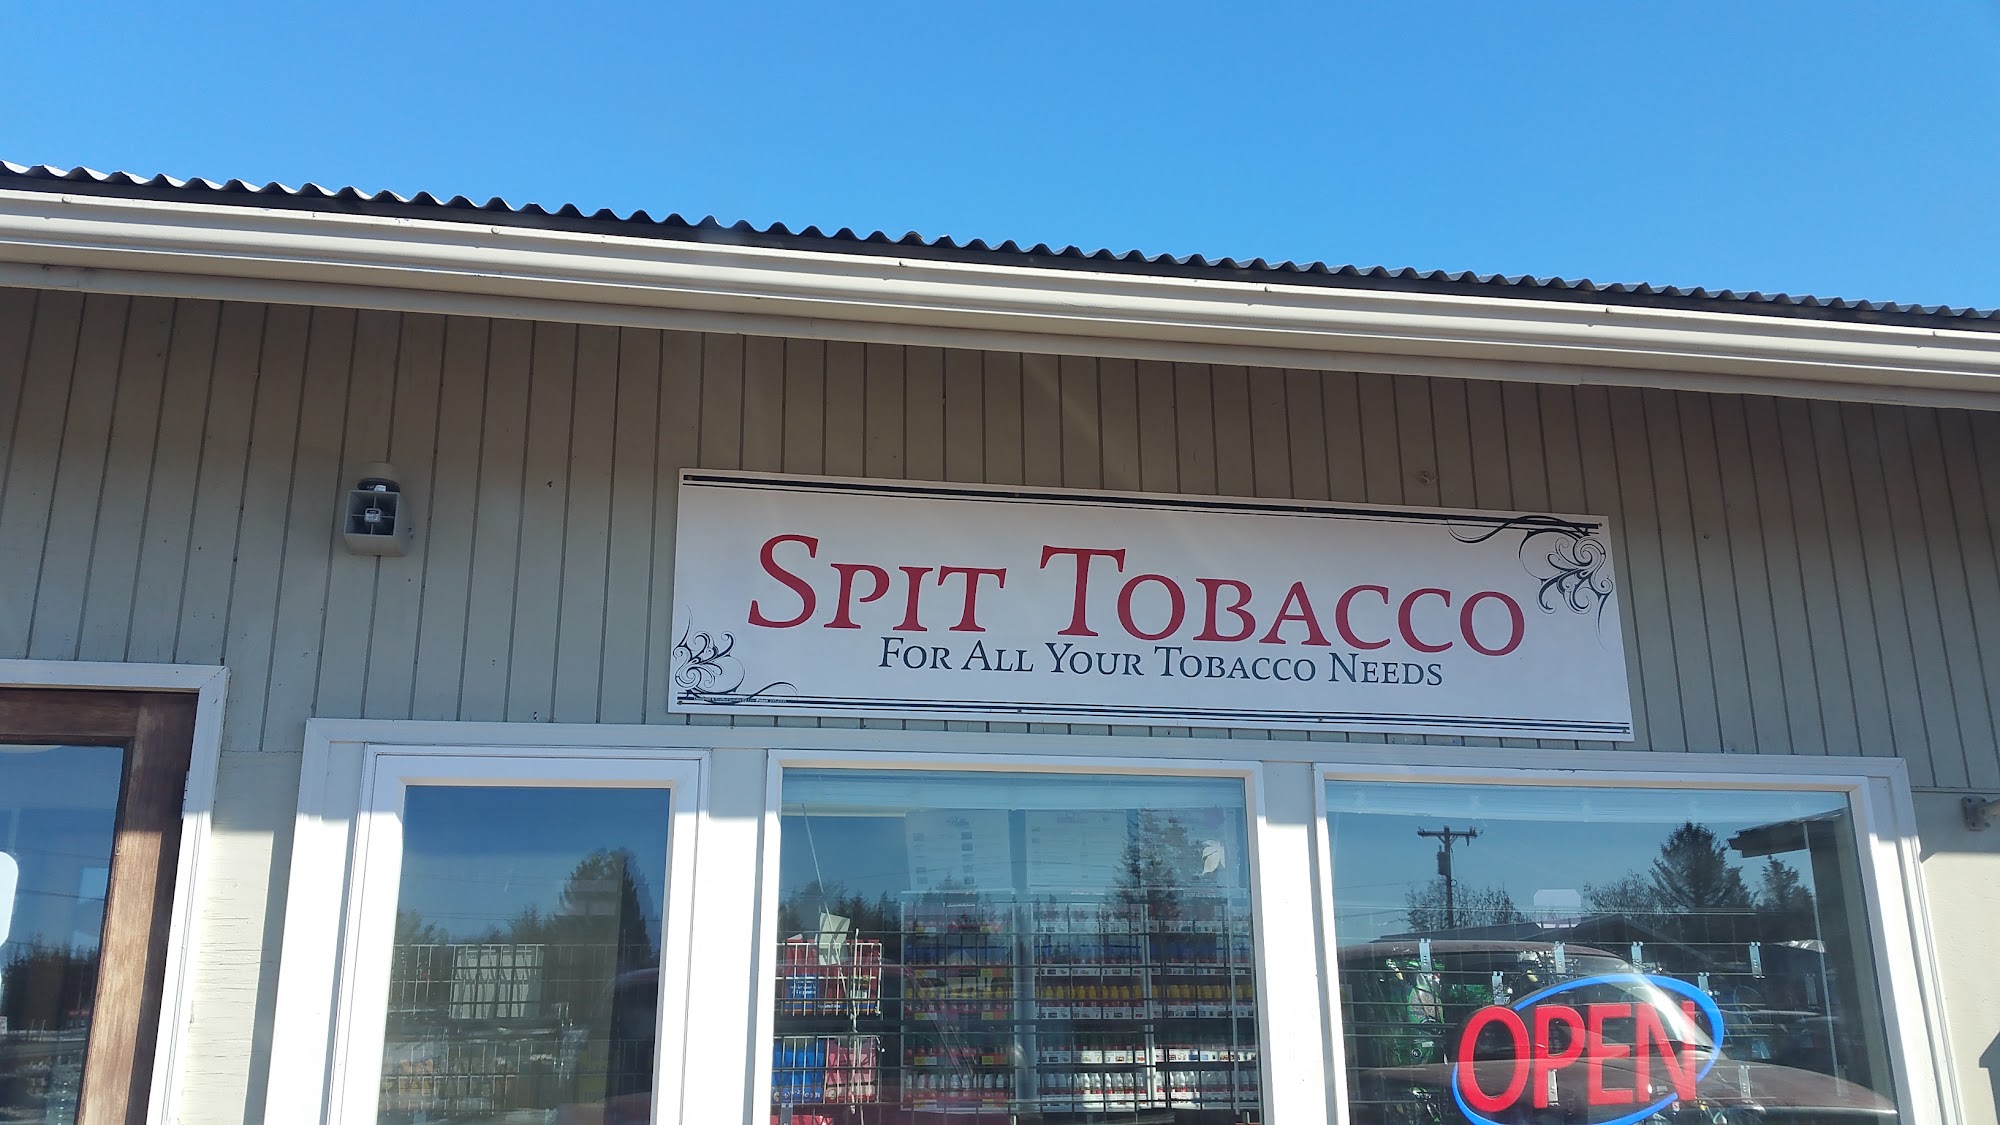 SPIT TOBACCO
FOR ALL YOUR TOBACCO NEEDS
OPEN